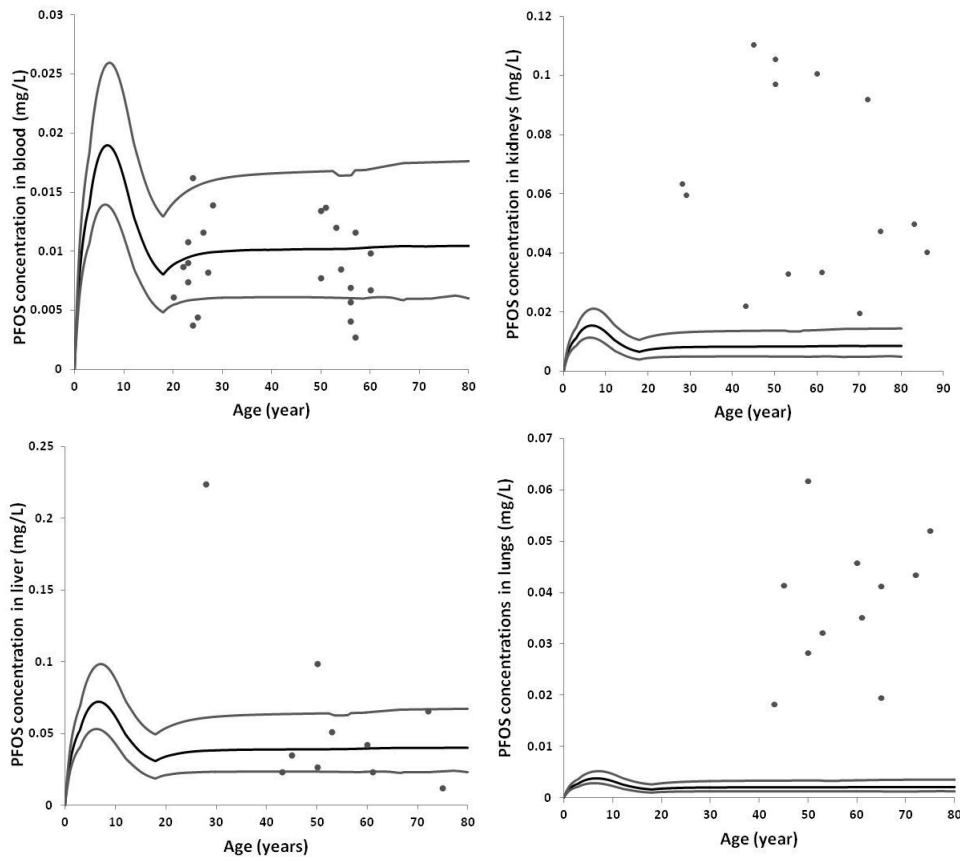 PFOS concentration in blood (mg/L)
0.03
0.025
0.02
0.015
0.01
0.005
0
0 10 20 30 40 50 60 70 80
Age (year)
PFOS concentration in kidneys (mg/L)
0.12
0.1
0.08
0.06
0.04
0.02
0
0 10 20 30 40 50 60 70 80 90
Age (year)
PFOS concentration in liver (mg/L)
0.25
0.2
0.15
0.1
0.05
0
0 10 20 30 40 50 60 70 80
Age (years)
PFOS concentrations in lungs (mg/L)
0.07
0.06
0.05
0.04
0.03
0.02
0.01
0
0 10 20 30 40 50 60 70 80
Age (year)